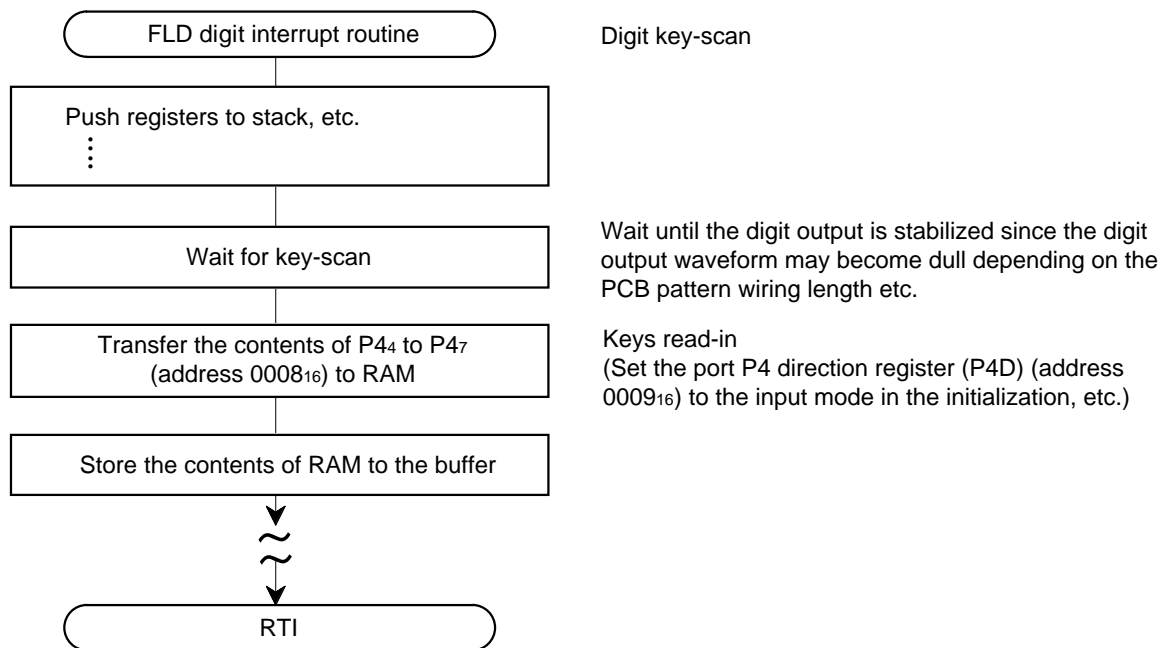 FLD digit interrupt routine
Digit key-scan
Push registers to stack, etc.
Wait for key-scan
Wait until the digit output is stabilized since the digit
output waveform may become dull depending on the
PCB pattern wiring length etc.
Transfer the contents of P44 to P47
(address 000816) to RAM
Keys read-in
(Set the port P4 direction register (P4D) (address
000916) to the input mode in the initialization, etc.)
Store the contents of RAM to the buffer
RTI